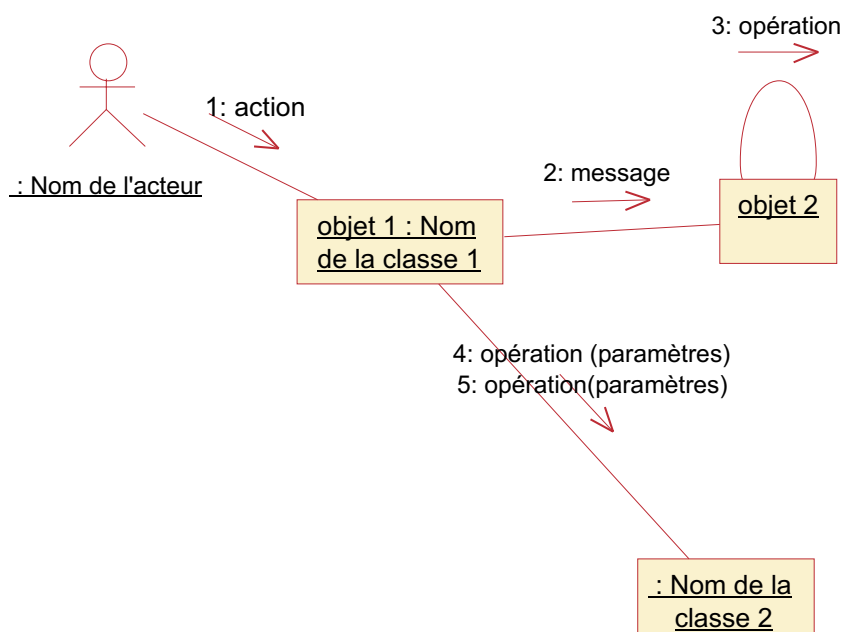 3: opération
1: action
2: message
: Nom de l'acteur
objet 1 : Nom
de la classe 1
objet 2
4: opération (paramètres)
5: opération(paramètres)
: Nom de la
classe 2